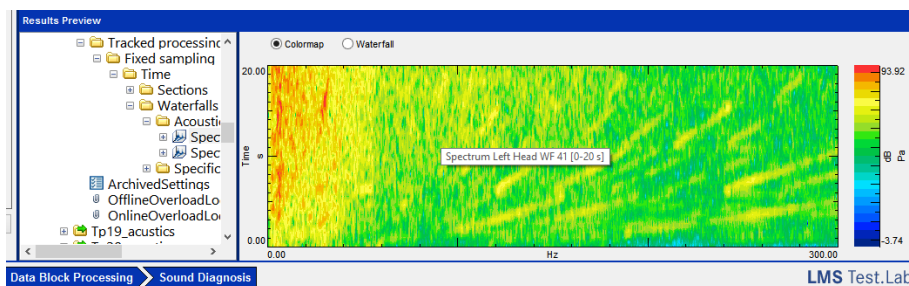 Results Preview
Tracked processinc
Fixed sampling
Time
Sections
Waterfalls
Acousti
Spec
Spec
Specific
ArchivedSettings
OfflineOverloadLo
OnlineOverloadLo
Tp19_acustics
Colormap
Waterfall
20.00
Time
s
0.00
Spectrum Left Head WF 41 [0-20 s]
0.00
Hz
300.00
93.92
dB
Pa
-3.74
Data Block Processing
Sound Diagnosis
LMS Test.Lab